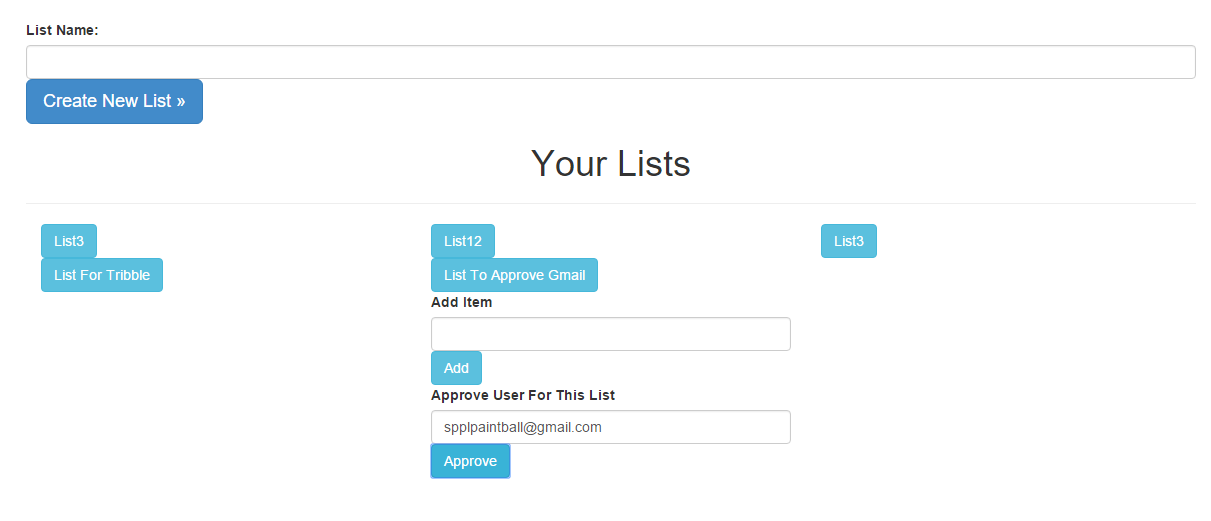 List Name:
Create New List »
Your Lists
List3
List12
List3
List For Tribble
List To Approve Gmail
Add Item
Add
Approve User For This List
spplpaintball@gmail.com
Approve